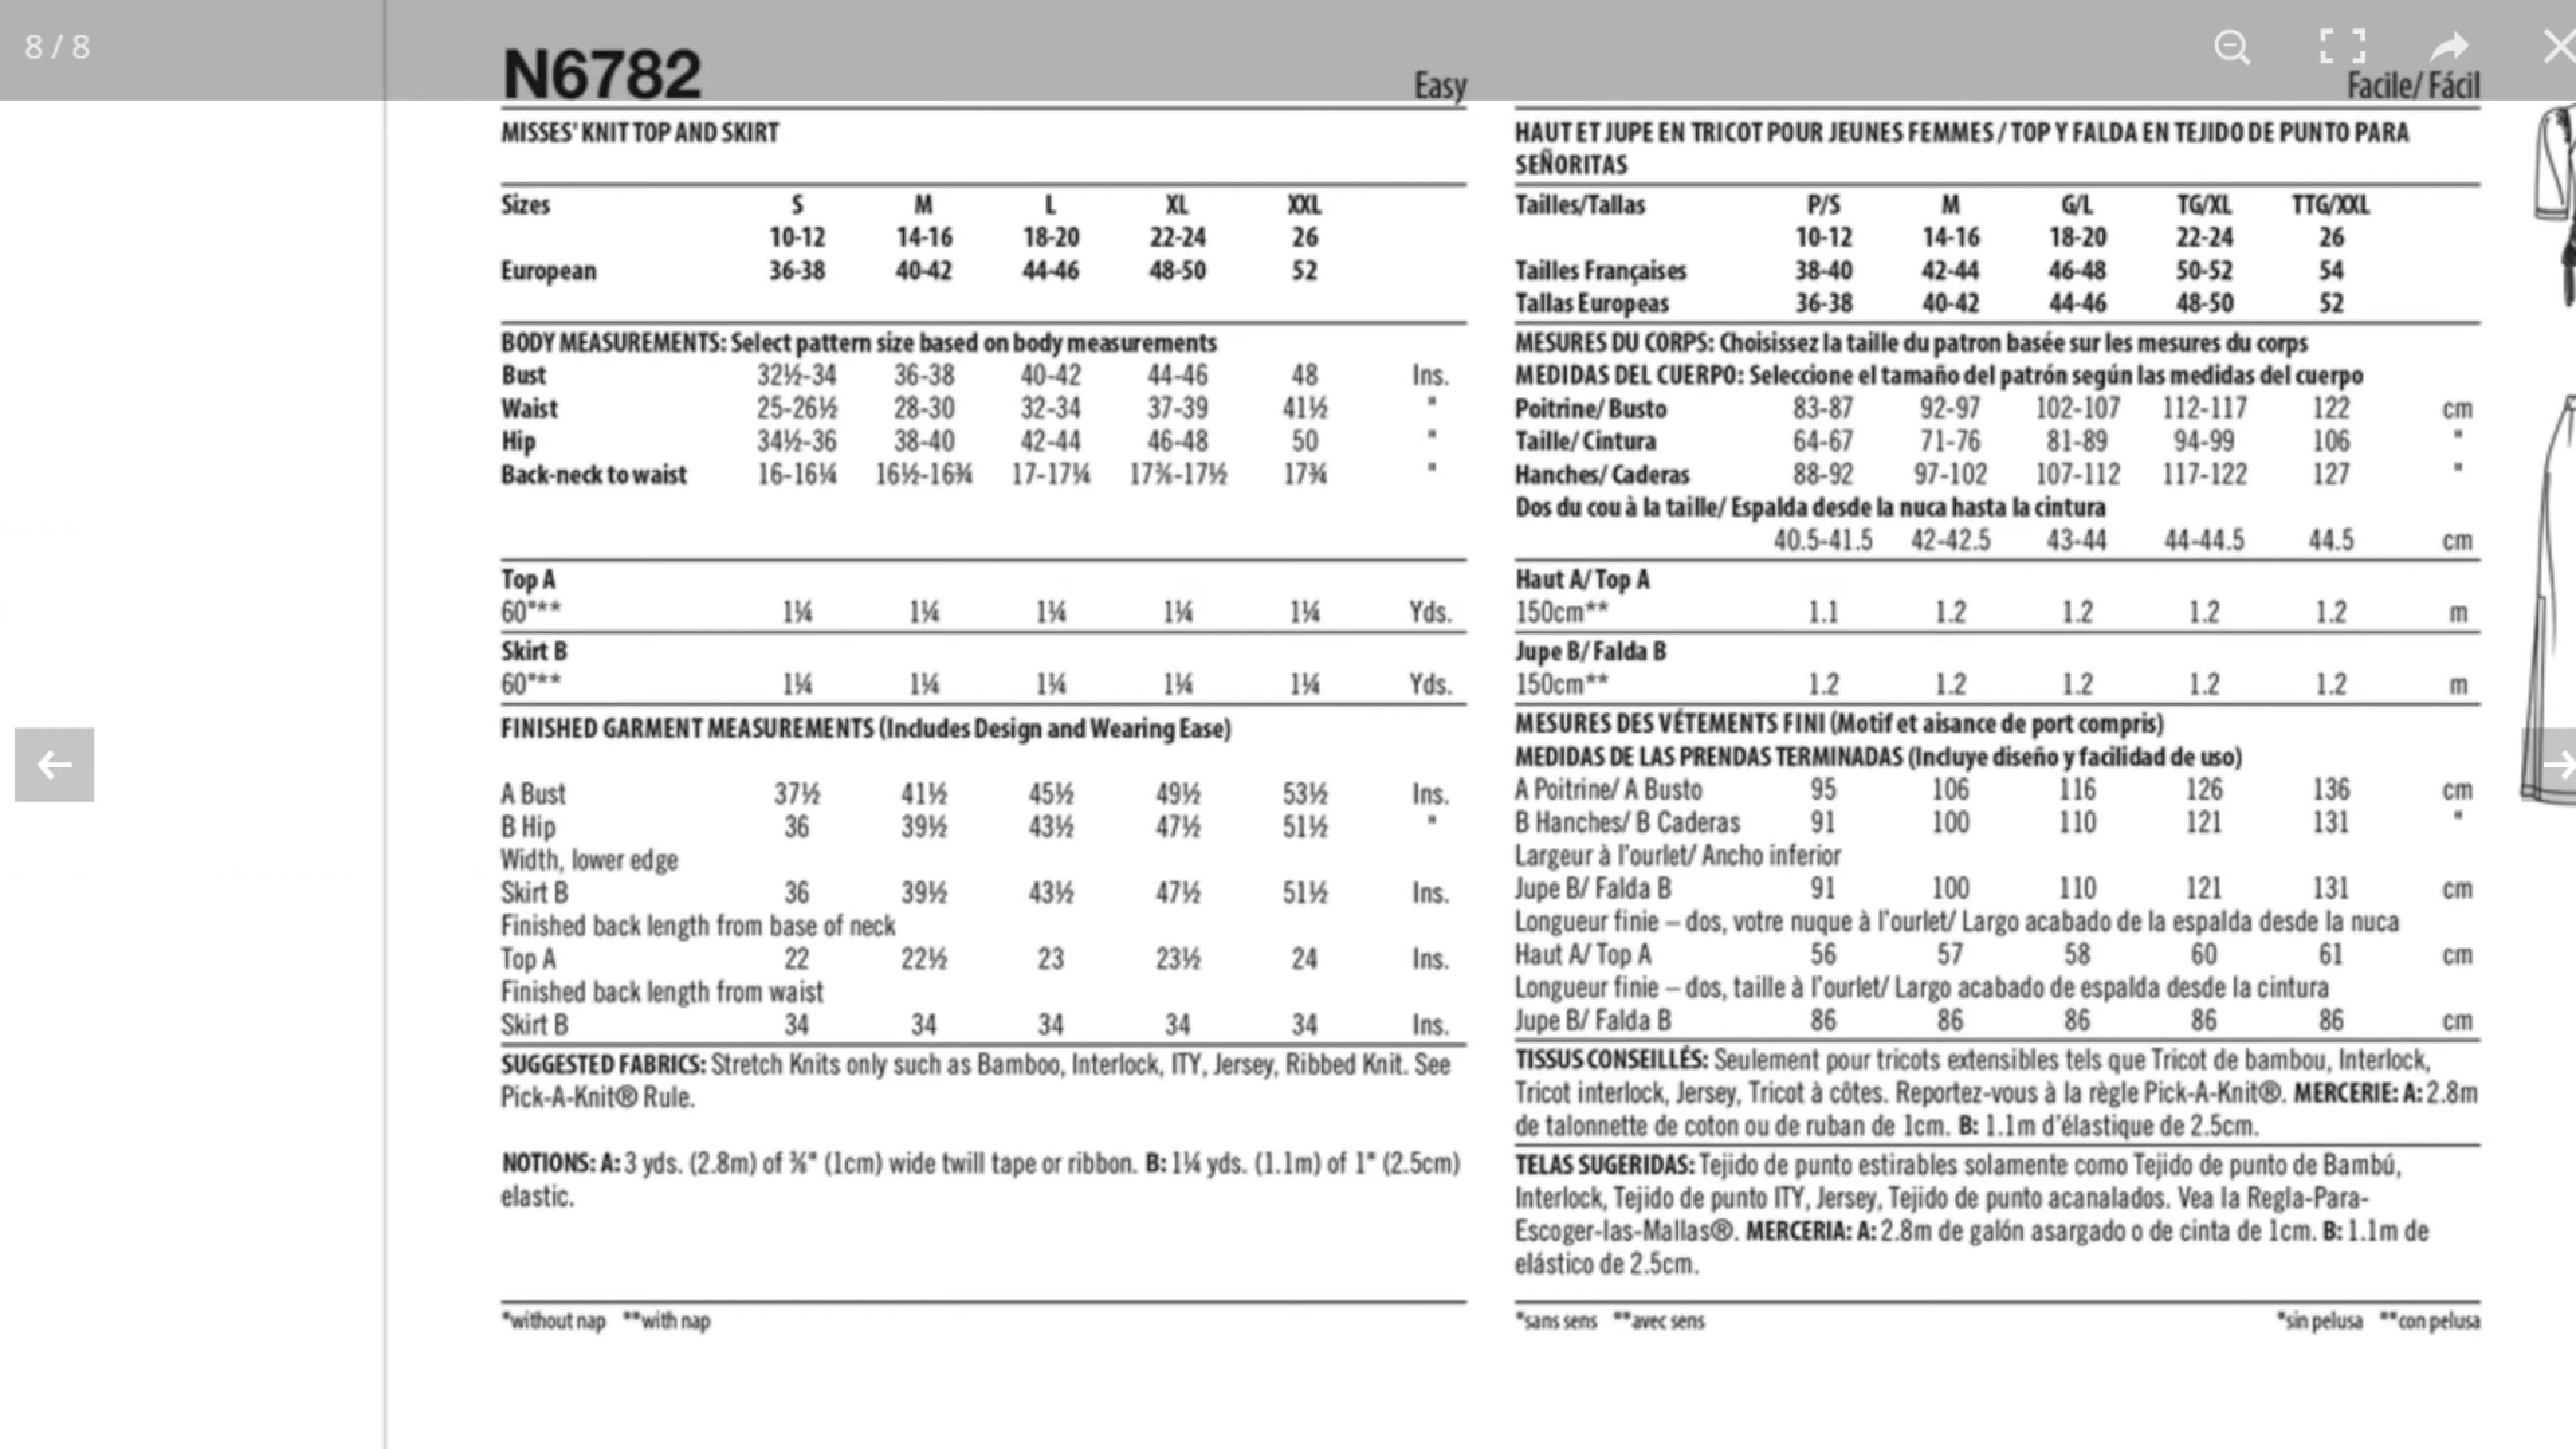 8 / 8
N6782
Easy
MISSES' KNIT TOP AND SKIRT
Sizes S M L XL XXL
10-12 14-16 18-20 22-24 26
European 36-38 40-42 44-46 48-50 52
BODY MEASUREMENTS: Select pattern size based on body measurements
Bust 32½-34 36-38 40-42 44-46 48 Ins.
Waist 25-26½ 28-30 32-34 37-39 41½ "
Hip 34½-36 38-40 42-44 46-48 50 "
Back-neck to waist 16-16¼ 16½-16¾ 17-17¼ 17⅜-17½ 17¾ "
Top A
60"** 1¼ 1¼ 1¼ 1¼ 1¼ Yds.
Skirt B
60"** 1¼ 1¼ 1¼ 1¼ 1¼ Yds.
FINISHED GARMENT MEASUREMENTS (Includes Design and Wearing Ease)
A Bust 37½ 41½ 45½ 49½ 53½ Ins.
B Hip 36 39½ 43½ 47½ 51½ "
Width, lower edge
Skirt B 36 39½ 43½ 47½ 51½ Ins.
Finished back length from base of neck
Top A 22 22½ 23 23½ 24 Ins.
Finished back length from waist
Skirt B 34 34 34 34 34 Ins.
SUGGESTED FABRICS: Stretch Knits only such as Bamboo, Interlock, ITY, Jersey, Ribbed Knit. See
Pick-A-Knit® Rule.
NOTIONS: A: 3 yds. (2.8m) of ⅜" (1cm) wide twill tape or ribbon. B: 1¼ yds. (1.1m) of 1" (2.5cm)
elastic.
*without nap **with nap
Facile/ Fácil
HAUT ET JUPE EN TRICOT POUR JEUNES FEMMES / TOP Y FALDA EN TEJIDO DE PUNTO PARA
SEÑORITAS
Tailles/Tallas P/S M G/L TG/XL TTG/XXL
10-12 14-16 18-20 22-24 26
Tailles Françaises 38-40 42-44 46-48 50-52 54
Tallas Europeas 36-38 40-42 44-46 48-50 52
MESURES DU CORPS: Choisissez la taille du patron basée sur les mesures du corps
MEDIDAS DEL CUERPO: Seleccione el tamaño del patrón según las medidas del cuerpo
Poitrine/ Busto 83-87 92-97 102-107 112-117 122 cm
Taille/ Cintura 64-67 71-76 81-89 94-99 106 "
Hanches/ Caderas 88-92 97-102 107-112 117-122 127 "
Dos du cou à la taille/ Espalda desde la nuca hasta la cintura
40.5-41.5 42-42.5 43-44 44-44.5 44.5 cm
Haut A/ Top A
150cm** 1.1 1.2 1.2 1.2 1.2 m
Jupe B/ Falda B
150cm** 1.2 1.2 1.2 1.2 1.2 m
MESURES DES VÉTEMENTS FINI (Motif et aisance de port compris)
MEDIDAS DE LAS PRENDAS TERMINADAS (Incluye diseño y facilidad de uso)
A Poitrine/ A Busto 95 106 116 126 136 cm
B Hanches/ B Caderas 91 100 110 121 131 "
Largeur à l'ourlet/ Ancho inferior
Jupe B/ Falda B 91 100 110 121 131 cm
Longueur finie – dos, votre nuque à l'ourlet/ Largo acabado de la espalda desde la nuca
Haut A/ Top A 56 57 58 60 61 cm
Longueur finie – dos, taille à l'ourlet/ Largo acabado de espalda desde la cintura
Jupe B/ Falda B 86 86 86 86 86 cm
TISSUS CONSEILLÉS: Seulement pour tricots extensibles tels que Tricot de bambou, Interlock,
Tricot interlock, Jersey, Tricot à côtes. Reportez-vous à la règle Pick-A-Knit®. MERCERIE: A: 2.8m
de talonnette de coton ou de ruban de 1cm. B: 1.1m d'élastique de 2.5cm.
TELAS SUGERIDAS: Tejido de punto estirables solamente como Tejido de punto de Bambú,
Interlock, Tejido de punto ITY, Jersey, Tejido de punto acanalados. Vea la Regla-Para-
Escoger-las-Mallas®. MERCERIA: A: 2.8m de galón asargado o de cinta de 1cm. B: 1.1m de
elástico de 2.5cm.
*sans sens **avec sens *sin pelusa **con pelusa